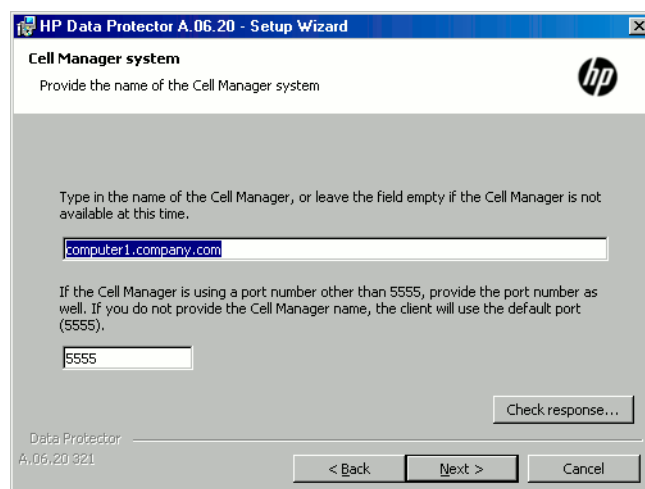 HP Data Protector A.06.20 - Setup Wizard
Cell Manager system
Provide the name of the Cell Manager system
hp
Type in the name of the Cell Manager, or leave the field empty if the Cell Manager is not
available at this time.
computer1.company.com
If the Cell Manager is using a port number other than 5555, provide the port number as
well. If you do not provide the Cell Manager name, the client will use the default port
(5555).
5555
Check response...
Data Protector
A.06.20 321
< Back
Next >
Cancel